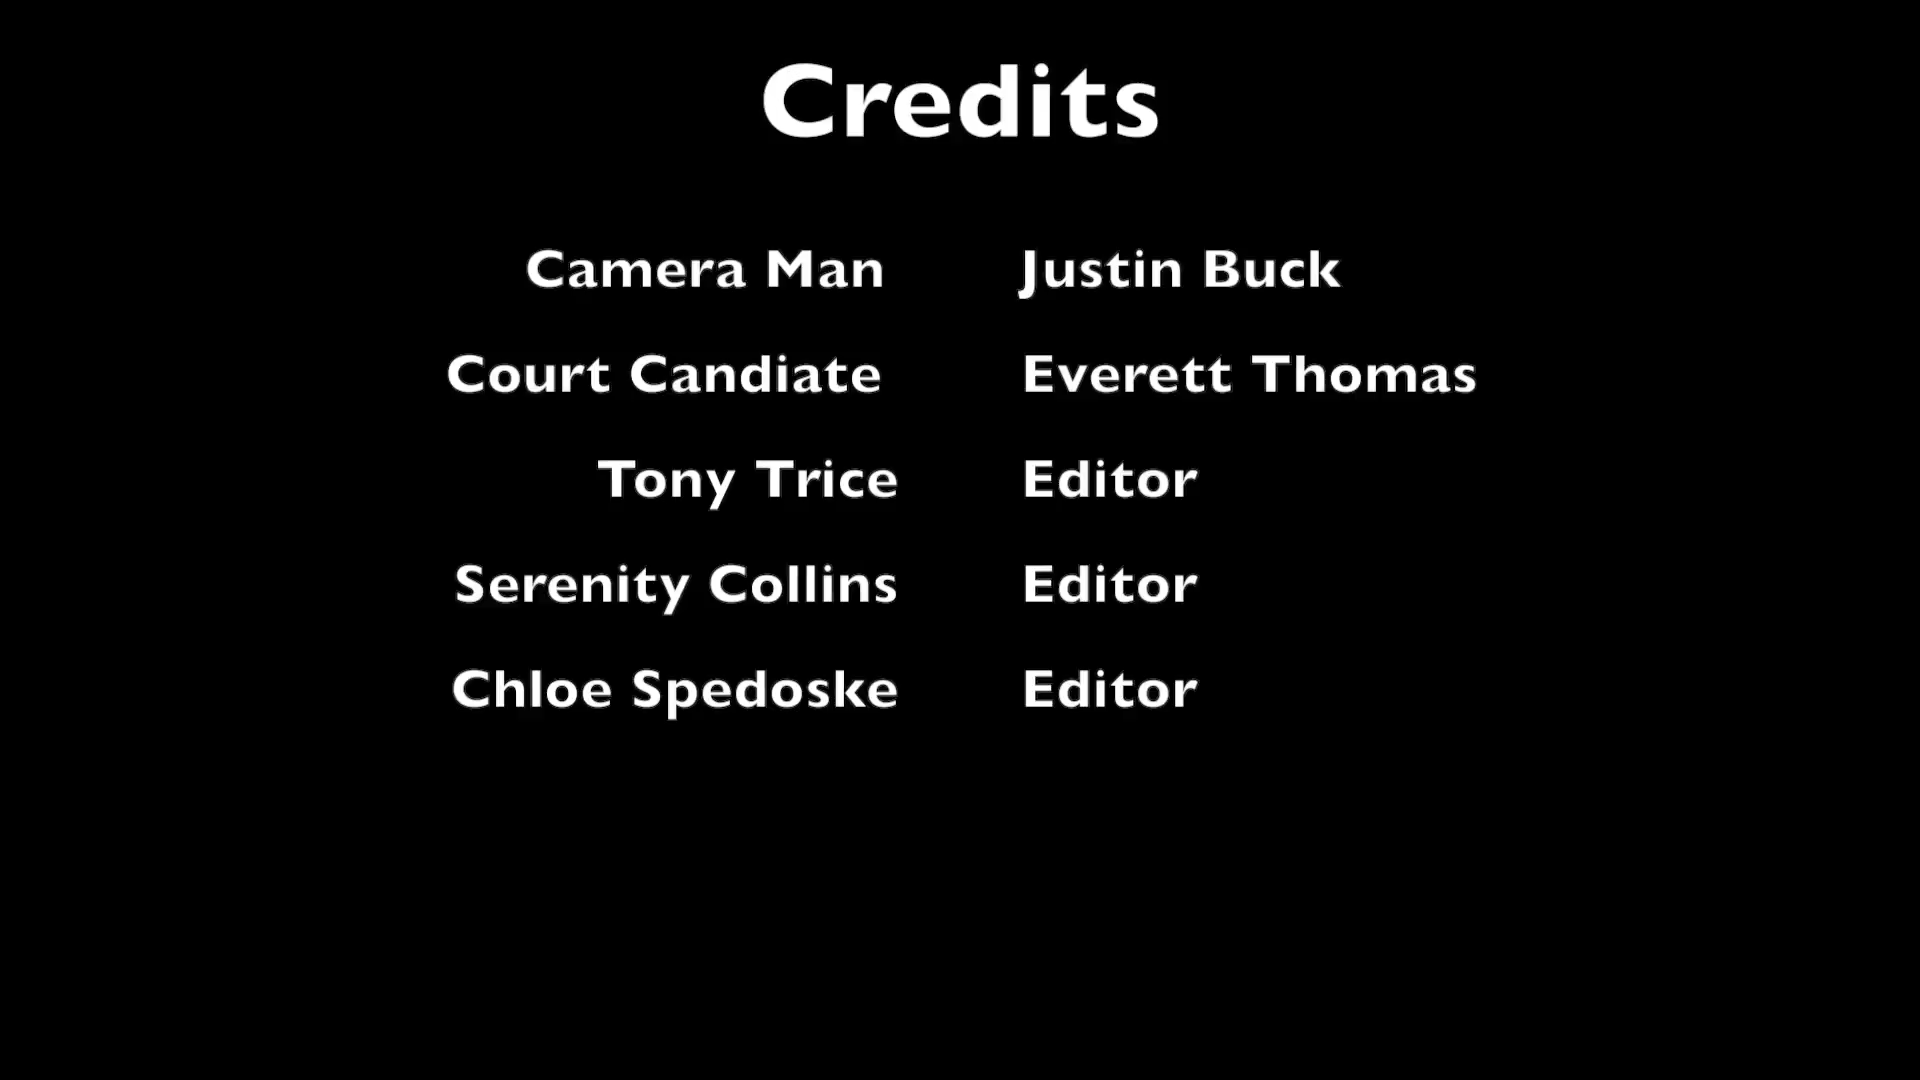 Credits
Camera Man Justin Buck
Court Candiate Everett Thomas
Tony Trice Editor
Serenity Collins Editor
Chloe Spedoske Editor